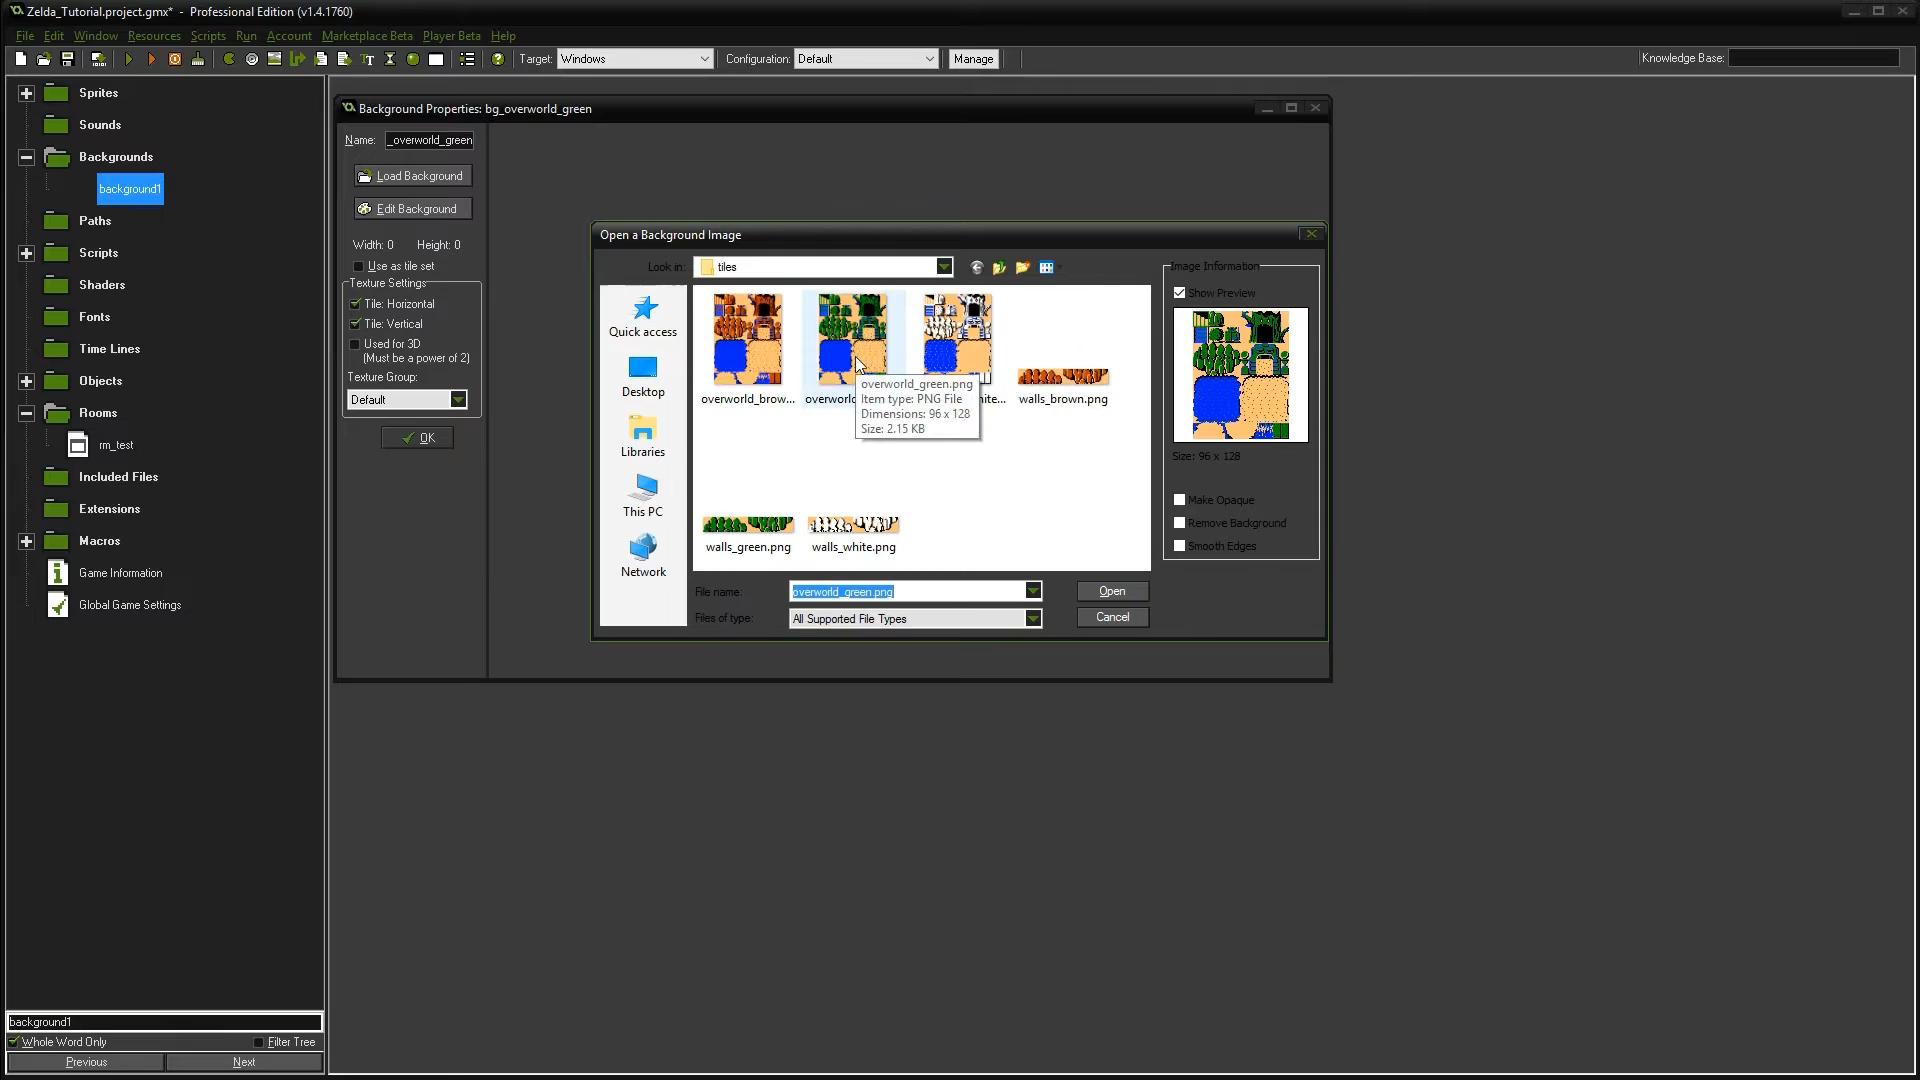 Zelda_Tutorial.project.gmx* - Professional Edition (v1.4.1760)
File Edit Window Resources Scripts Run Account Marketplace Beta Player Beta Help
Target: Windows Configuration: Default Manage Knowledge Base:
Sprites
Sounds
Backgrounds
background1
Paths
Scripts
Shaders
Fonts
Time Lines
Objects
Rooms
rm_test
Included Files
Extensions
Macros
Game Information
Global Game Settings
background1
Whole Word Only Filter Tree
Previous Next
Background Properties: bg_overworld_green
Name: _overworld_green
Load Background
Edit Background
Width: 0 Height: 0
Use as tile set
Texture Settings
Tile: Horizontal
Tile: Vertical
Used for 3D
(Must be a power of 2)
Texture Group:
Default
OK
Open a Background Image
Look in: tiles
Quick access
Desktop
Libraries
This PC
Network
overworld_brow...
overworld
hite...
walls_brown.png
overworld_green.png
Item type: PNG File
Dimensions: 96 x 128
Size: 2.15 KB
walls_green.png
walls_white.png
File name: overworld_green.png Open
Files of type: All Supported File Types Cancel
Image Information
Show Preview
Size: 96 x 128
Make Opaque
Remove Background
Smooth Edges